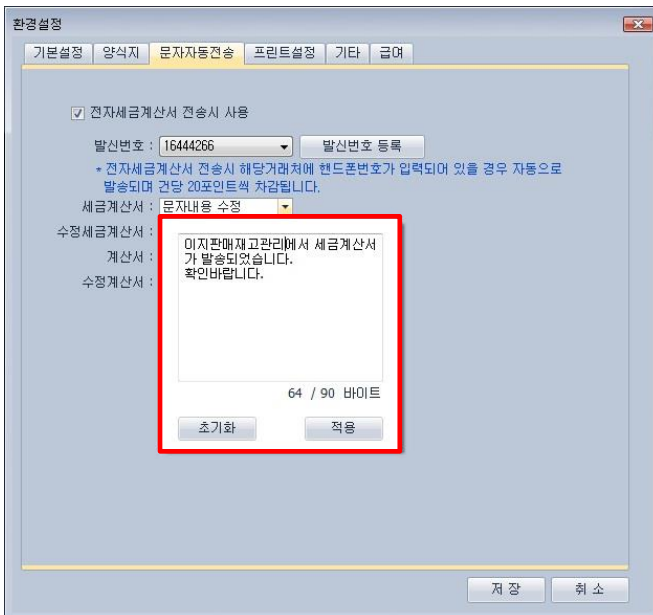 환경설정
기본설정 양식지 문자자동전송 프린트설정 기타 급여
전자세금계산서 전송시 사용
발신번호 : 16444266 발신번호 등록
* 전자세금계산서 전송시 해당거래처에 핸드폰번호가 입력되어 있을 경우 자동으로
발송되며 건당 20포인트씩 차감됩니다.
세금계산서 : 문자내용 수정
수정세금계산서 :
이지판매재고관리에서 세금계산서
가 발송되었습니다.
계산서 :
확인바랍니다.
수정계산서 :
64 / 90 바이트
초기화 적용
저 장 취 소